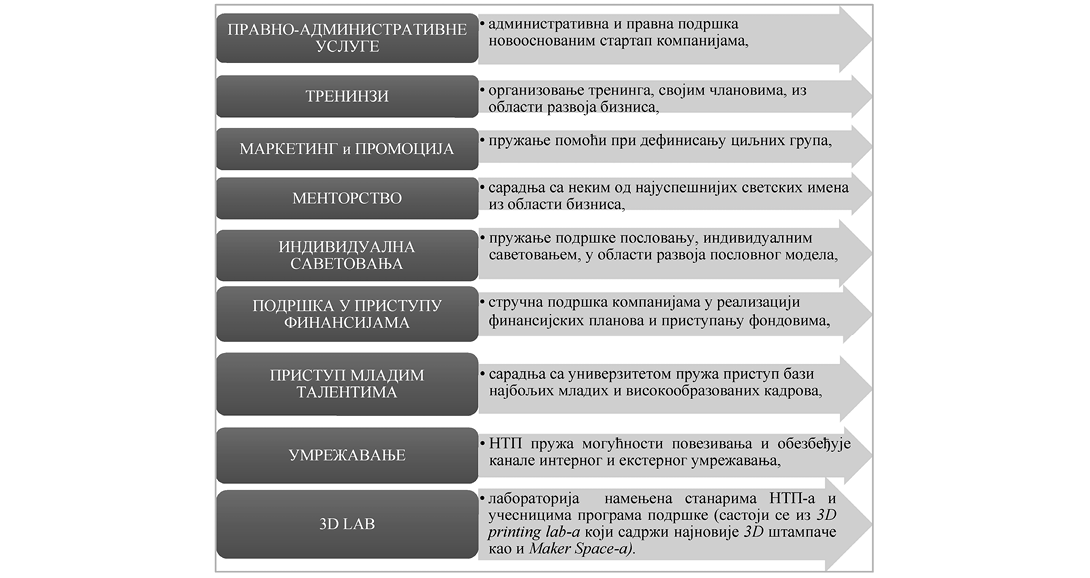 ПРАВНО-АДМИНИСТРАТИВНЕ
УСЛУГЕ
• административна и правна подршка
новооснованим стартап компанијама,
ТРЕНИНЗИ
• организовање тренинга, својим члановима, из
области развоја бизниса,
МАРКЕТИНГ и ПРОМОЦИЈА
• пружање помоћи при дефинисању циљних група,
МЕНТОРСТВО
• сарадња са неким од најуспешнијих светских имена
из области бизниса,
ИНДИВИДУАЛНА
САВЕТОВАЊА
• пружање подршке пословању, индивидуалним
саветовањем, у области развоја пословног модела,
ПОДРШКА У ПРИСТУПУ
ФИНАНСИЈАМА
• стручна подршка компанијама у реализацији
финансијских планова и приступању фондовима,
ПРИСТУП МЛАДИМ
ТАЛЕНТИМА
• сарадња са универзитетом пружа приступ бази
најбољих младих и високообразованих кадрова,
УМРЕЖАВАЊЕ
• НТП пружа могућности повезивања и обезбеђује
канале интерног и екстерног умрежавања,
3D LAB
• лабораторија намењена станарима НТП-а и
учесницима програма подршке (састоји се из 3D
printing lab-a који садржи најновије 3D штампаче
као и Maker Space-a).